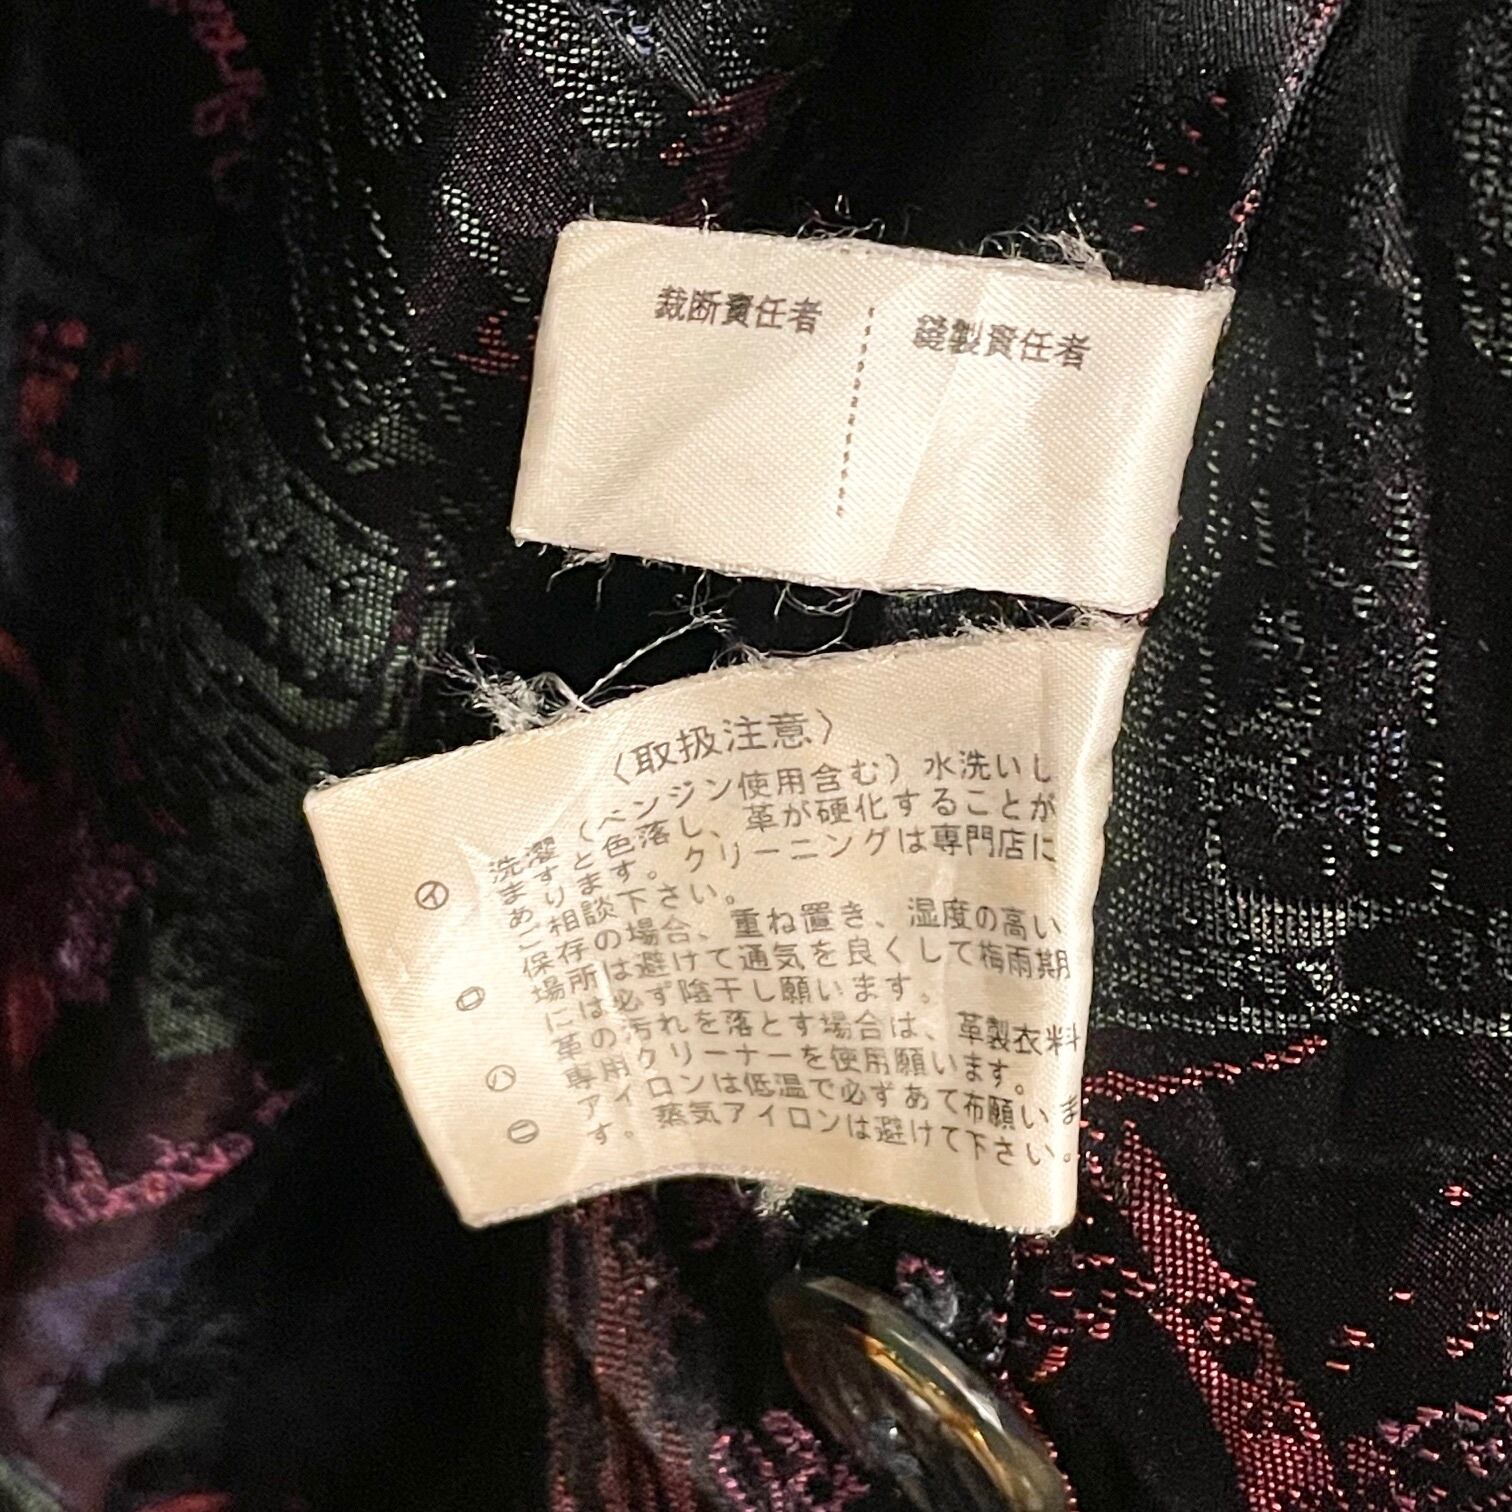 裁断責任者
縫製責任者
〈取扱注意〉
㋑ 洗濯(ベンジン使用含む)水洗いし
ますと色落し、革が硬化することが
あります。クリーニングは専門店に
ご相談下さい。
㋺ 保存の場合、重ね置き、湿度の高い
場所は避けて通気を良くして梅雨期
には必ず陰干し願います。
㋩ 革の汚れを落とす場合は、革製衣料
専用クリーナーを使用願います。
㊁ アイロンは低温で必ずあて布願いま
す。蒸気アイロンは避けて下さい。